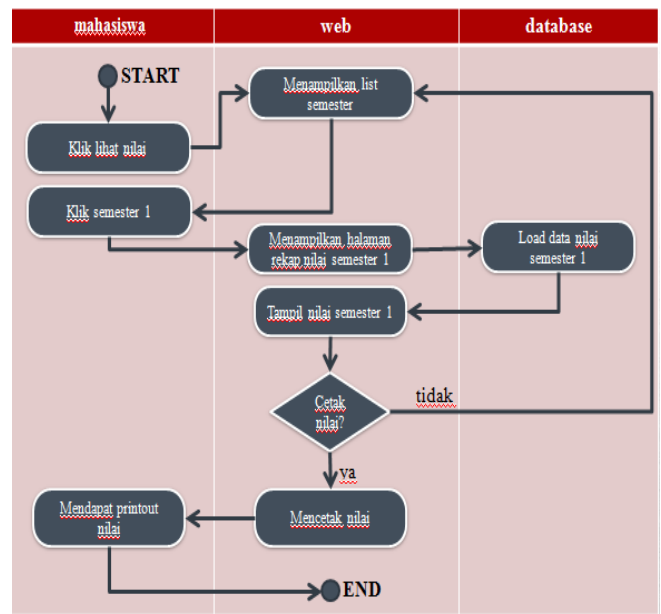 mahasiswa
web
database
START
Menampilkan list
semester
Klik lihat nilai
Klik semester 1
Menampilkan halaman
rekap nilai semester 1
Load data nilai
semester 1
Tampil nilai semester 1
Cetak
nilai?
tidak
ya
Mendapat printout
nilai
Mencetak nilai
END